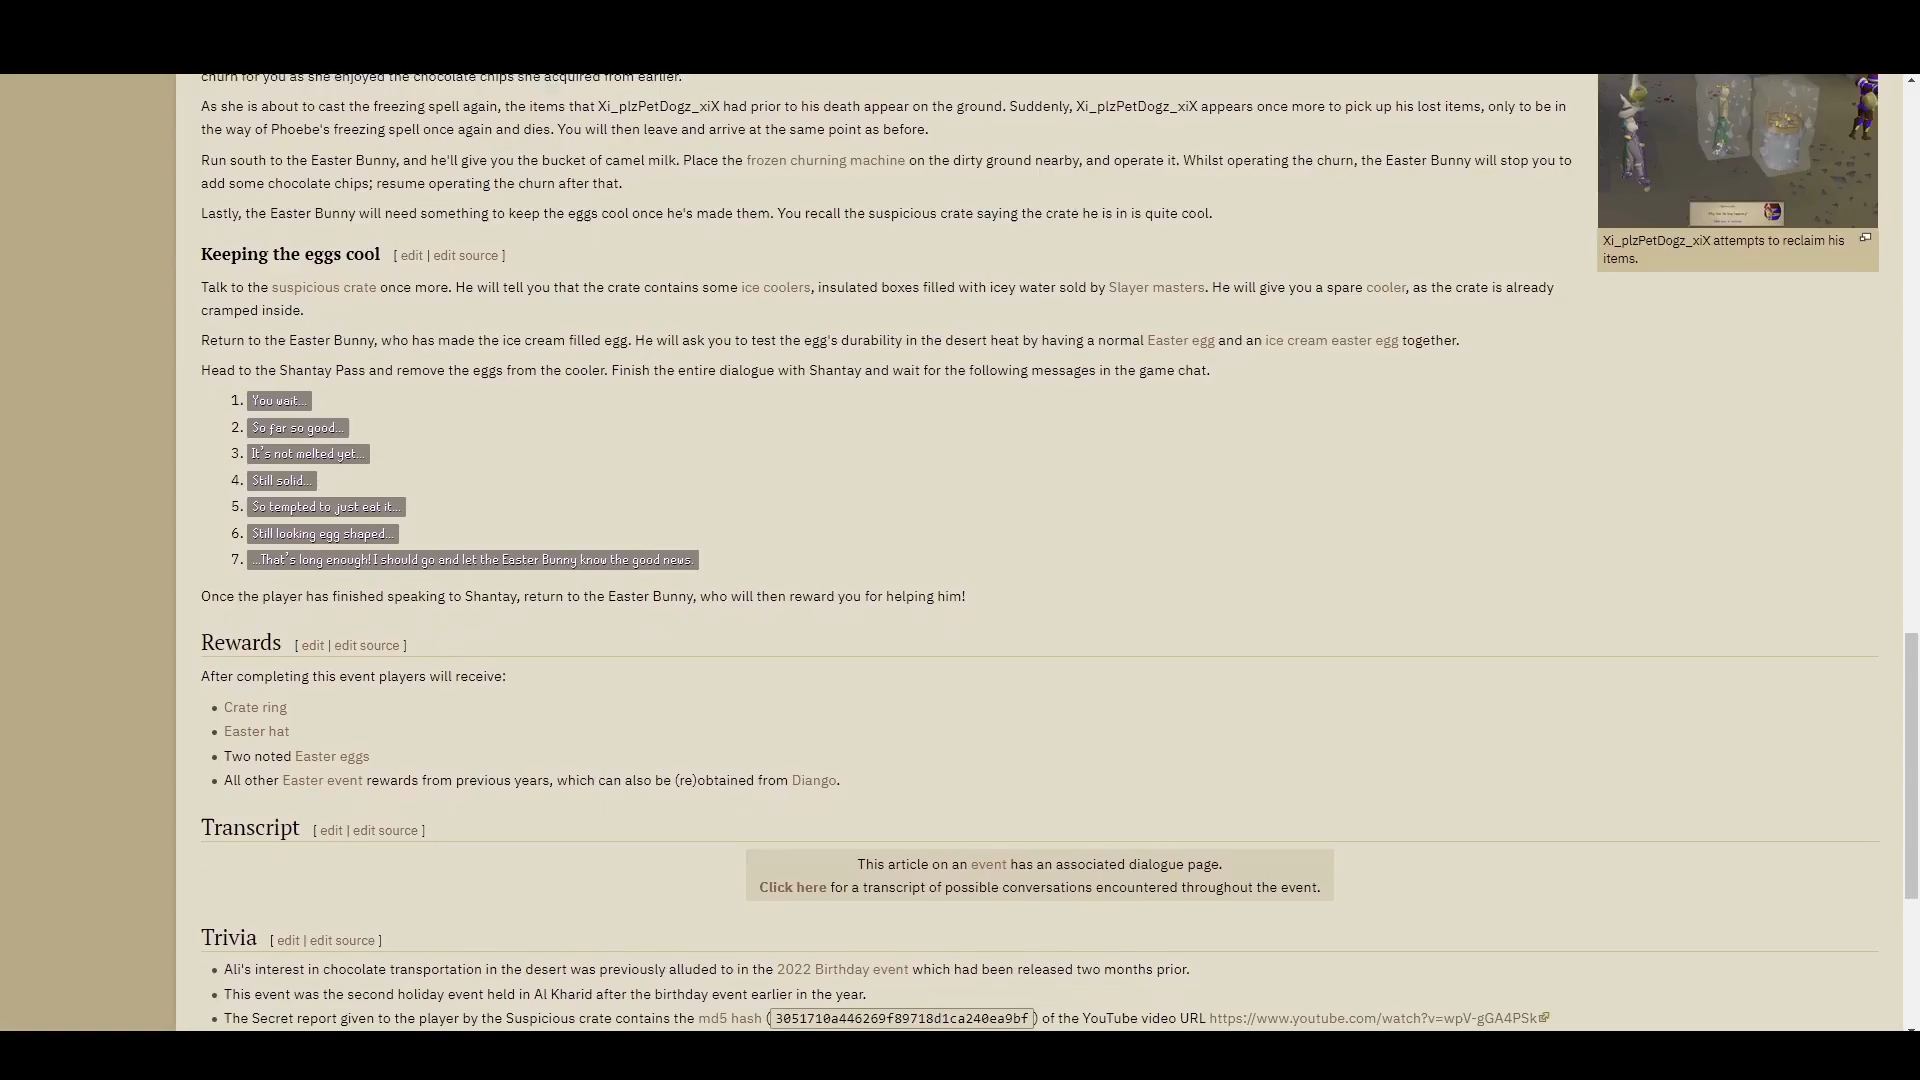 churn for you as she enjoyed the chocolate chips she acquired from earlier.
As she is about to cast the freezing spell again, the items that Xi_plzPetDogz_xiX had prior to his death appear on the ground. Suddenly, Xi_plzPetDogz_xiX appears once more to pick up his lost items, only to be in
the way of Phoebe's freezing spell once again and dies. You will then leave and arrive at the same point as before.
Run south to the Easter Bunny, and he'll give you the bucket of camel milk. Place the frozen churning machine on the dirty ground nearby, and operate it. Whilst operating the churn, the Easter Bunny will stop you to
add some chocolate chips; resume operating the churn after that.
Lastly, the Easter Bunny will need something to keep the eggs cool once he's made them. You recall the suspicious crate saying the crate he is in is quite cool.
Xi_plzPetDogz_xiX attempts to reclaim his
items.
Keeping the eggs cool [ edit | edit source ]
Talk to the suspicious crate once more. He will tell you that the crate contains some ice coolers, insulated boxes filled with icey water sold by Slayer masters. He will give you a spare cooler, as the crate is already
cramped inside.
Return to the Easter Bunny, who has made the ice cream filled egg. He will ask you to test the egg's durability in the desert heat by having a normal Easter egg and an ice cream easter egg together.
Head to the Shantay Pass and remove the eggs from the cooler. Finish the entire dialogue with Shantay and wait for the following messages in the game chat.
1. You wait...
2. So far so good...
3. It's not melted yet...
4. Still solid...
5. So tempted to just eat it...
6. Still looking egg shaped...
7. ...That's long enough! I should go and let the Easter Bunny know the good news.
Once the player has finished speaking to Shantay, return to the Easter Bunny, who will then reward you for helping him!
Rewards [ edit | edit source ]
After completing this event players will receive:
• Crate ring
• Easter hat
• Two noted Easter eggs
• All other Easter event rewards from previous years, which can also be (re)obtained from Diango.
Transcript [ edit | edit source ]
This article on an event has an associated dialogue page.
Click here for a transcript of possible conversations encountered throughout the event.
Trivia [ edit | edit source ]
• Ali's interest in chocolate transportation in the desert was previously alluded to in the 2022 Birthday event which had been released two months prior.
• This event was the second holiday event held in Al Kharid after the birthday event earlier in the year.
• The Secret report given to the player by the Suspicious crate contains the md5 hash (3051710a446269f89718d1ca240ea9bf) of the YouTube video URL https://www.youtube.com/watch?v=wpV-gGA4PSk